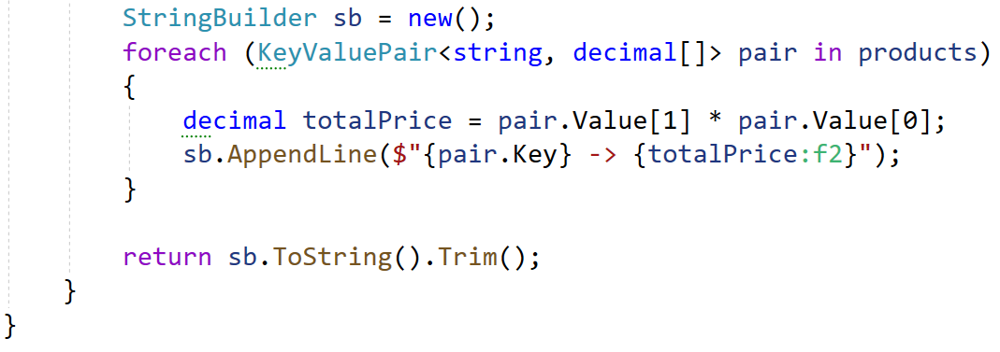 StringBuilder sb = new();
foreach (KeyValuePair<string, decimal[]> pair in products)
{
decimal totalPrice = pair.Value[1] * pair.Value[0];
sb.AppendLine($"{pair.Key} -> {totalPrice:f2}");
}
return sb.ToString().Trim();
}
}